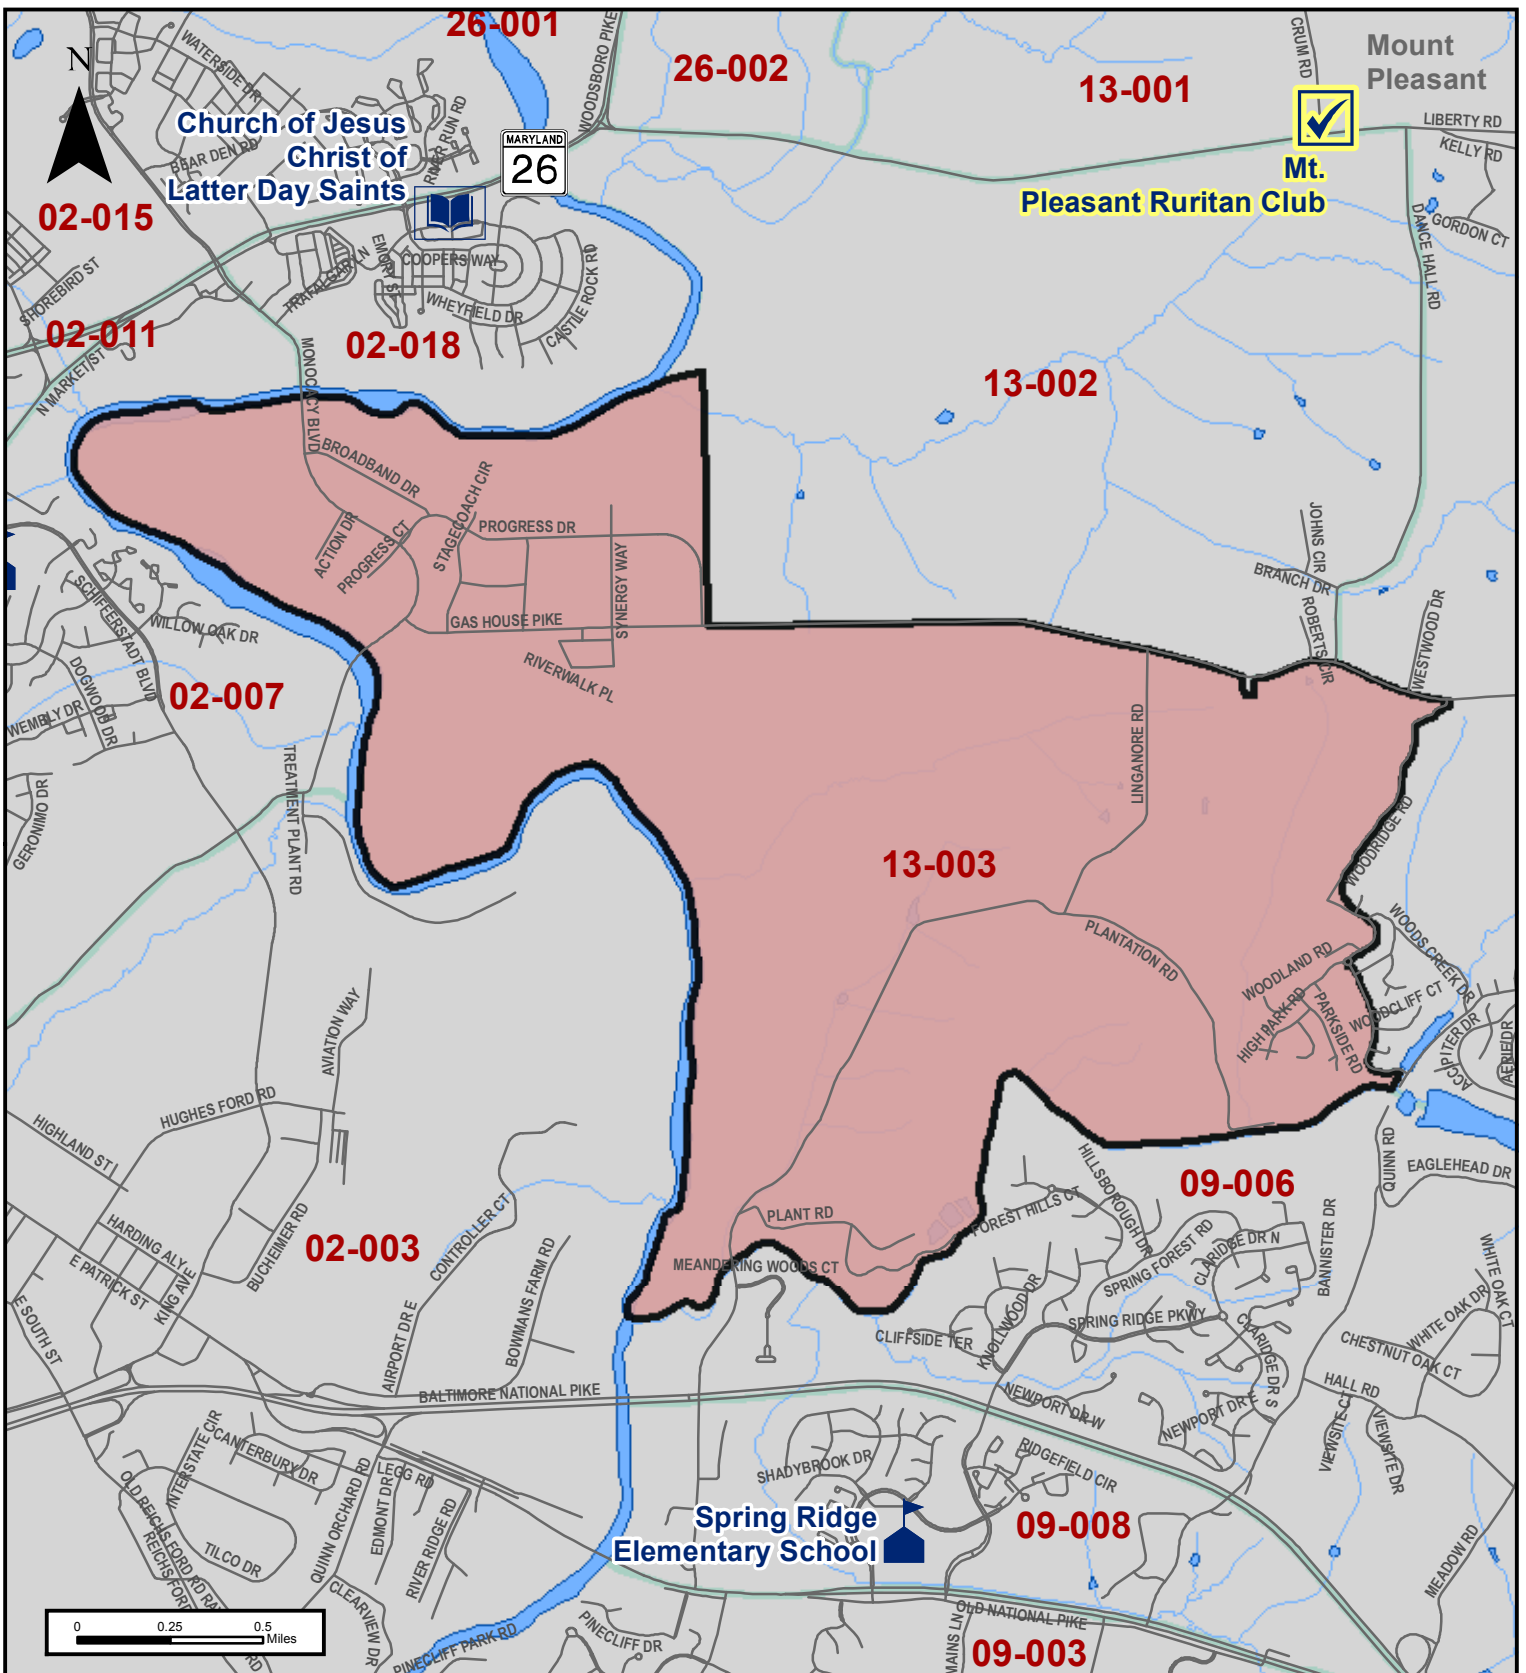 26-001
WOODSBORO PIKE
26-002
13-001
CRUM RD
Mount
Pleasant
N
WATERSIDE DR
Church of Jesus
Christ of
Latter Day Saints
BEAR DEN RD
RIVER RUN RD
MARYLAND
26
LIBERTY RD
KELLY RD
Mt.
Pleasant Ruritan Club
02-015
GORDON CT
DANCE HALL RD
SHOREBIRD ST
TRAFALGAR LN
EMORY ST
COOPERS WAY
WHEYFIELD DR
CASTLE ROCK RD
02-011
N MARKET ST
02-018
13-002
MONOCACY BLVD
BROADBAND DR
STAGECOACH CIR
ACTION DR
PROGRESS CT
PROGRESS DR
SYNERGY WAY
GAS HOUSE PIKE
RIVERWALK PL
JOHNS CIR
BRANCH DR
ROBERTS CIR
WESTWOOD DR
SCHIFFERSTADT BLVD
WILLOW OAK DR
DOGWOOD DR
WEMBLY DR
02-007
TREATMENT PLANT RD
GERONIMO DR
LINGANORE RD
WOODRIDGE RD
13-003
PLANTATION RD
WOODS CREEK DR
WOODLAND RD
HIGH PARK RD
PARKSIDE RD
WOODCLIFF CT
ACCIPITER DR
AERIE DR
AVIATION WAY
HUGHES FORD RD
HIGHLAND ST
HARDING ALY
E PATRICK ST
KING AVE
BUCHEIMER RD
E SOUTH ST
02-003
CONTROLLER CT
AIRPORT DR E
BOWMANS FARM RD
PLANT RD
MEANDERING WOODS CT
FOREST HILLS CT
HILLSBOROUGH DR
09-006
QUINN RD
EAGLEHEAD DR
SPRING FOREST RD
CLARIDGE DR N
BANNISTER DR
WHITE OAK CT
WHITE OAK DR
KNOLLWOOD DR
SPRING RIDGE PKWY
CLIFFSIDE TER
CLARIDGE DR S
CHESTNUT OAK CT
HALL RD
BALTIMORE NATIONAL PIKE
NEWPORT DR W
NEWPORT DR E
VIEWSITE CT
VIEWSITE DR
INTERSTATE CIR
CANTERBURY DR
LEGG RD
EDMONT DR
QUINN ORCHARD RD
RIVER RIDGE RD
OLD REICHS FORD RD
REICHS FORD
TILCO DR
CLEARVIEW DR
SHADYBROOK DR
RIDGEFIELD CIR
Spring Ridge
Elementary School
09-008
MEADOW RD
0 0.25 0.5
Miles
PINECLIFF PARK RD
PINECLIFF DR
OLD NATIONAL PIKE
MAINS LN
09-003